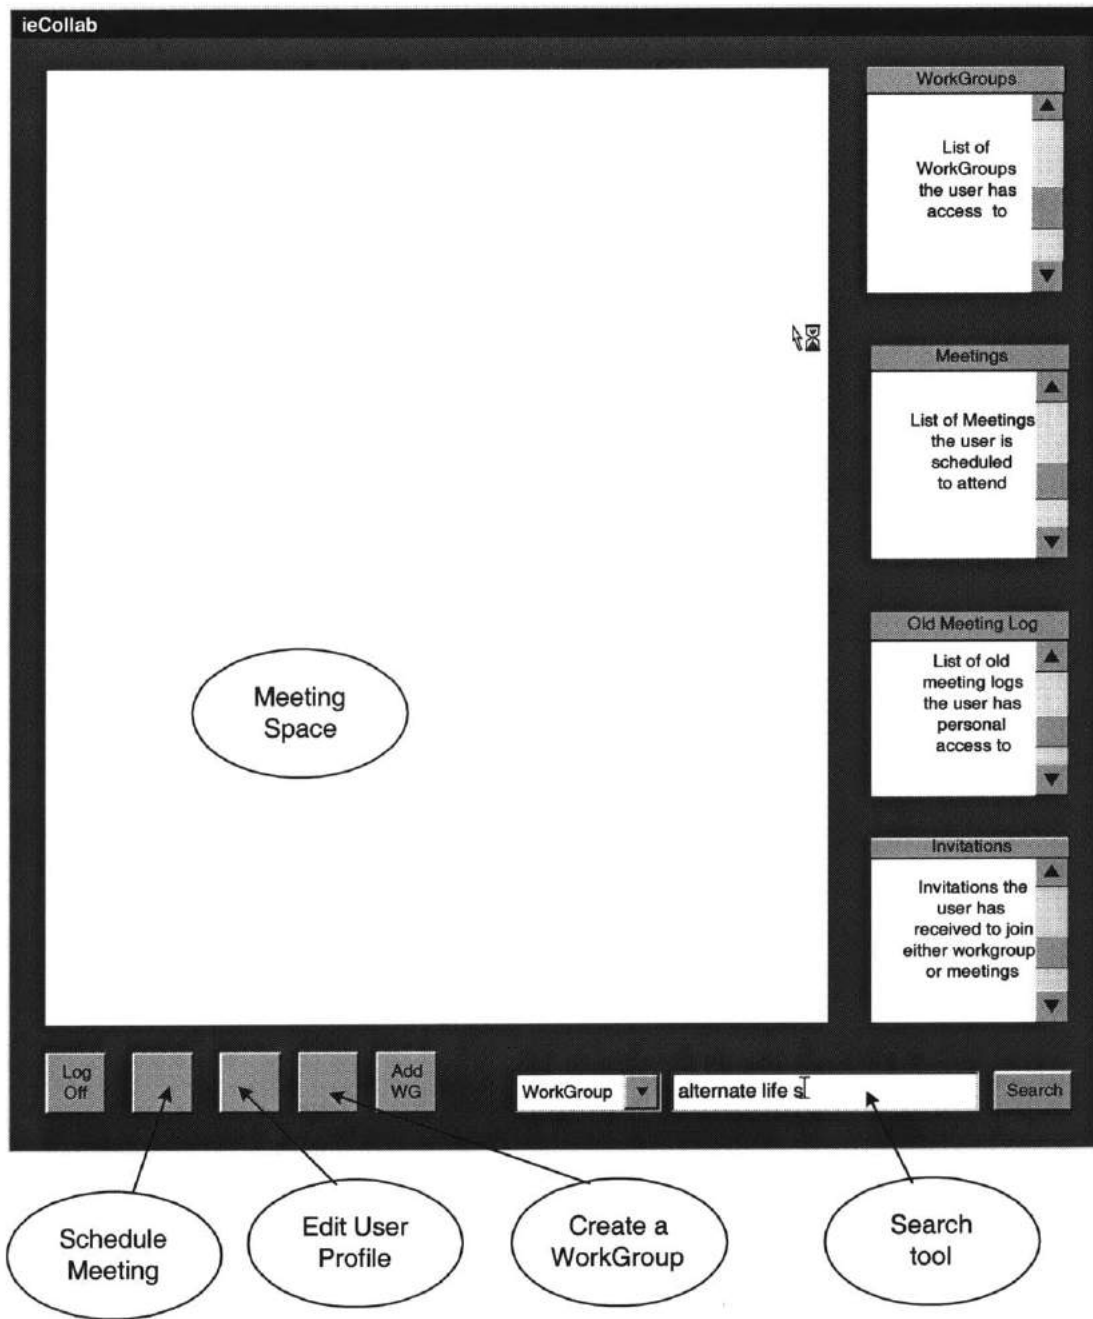 ieCollab
WorkGroups
List of
WorkGroups
the user has
access to
Meetings
List of Meetings
the user is
scheduled
to attend
Old Meeting Log
List of old
meeting logs
the user has
personal
access to
Invitations
Invitations the
user has
received to join
either workgroup
or meetings
Meeting
Space
Log
Off
Add
WG
WorkGroup
alternate life s
Search
Schedule
Meeting
Edit User
Profile
Create a
WorkGroup
Search
tool